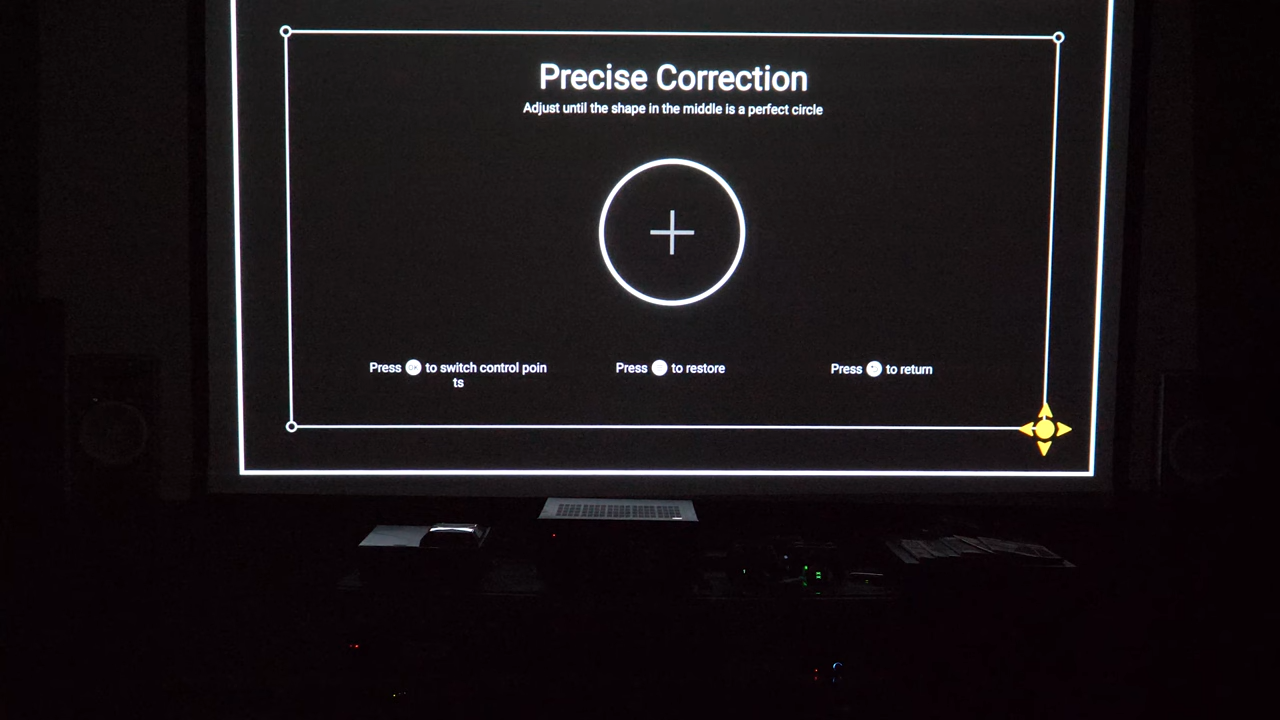 Precise Correction
Adjust until the shape in the middle is a perfect circle
Press OK to switch control poin
ts
Press to restore
Press to return